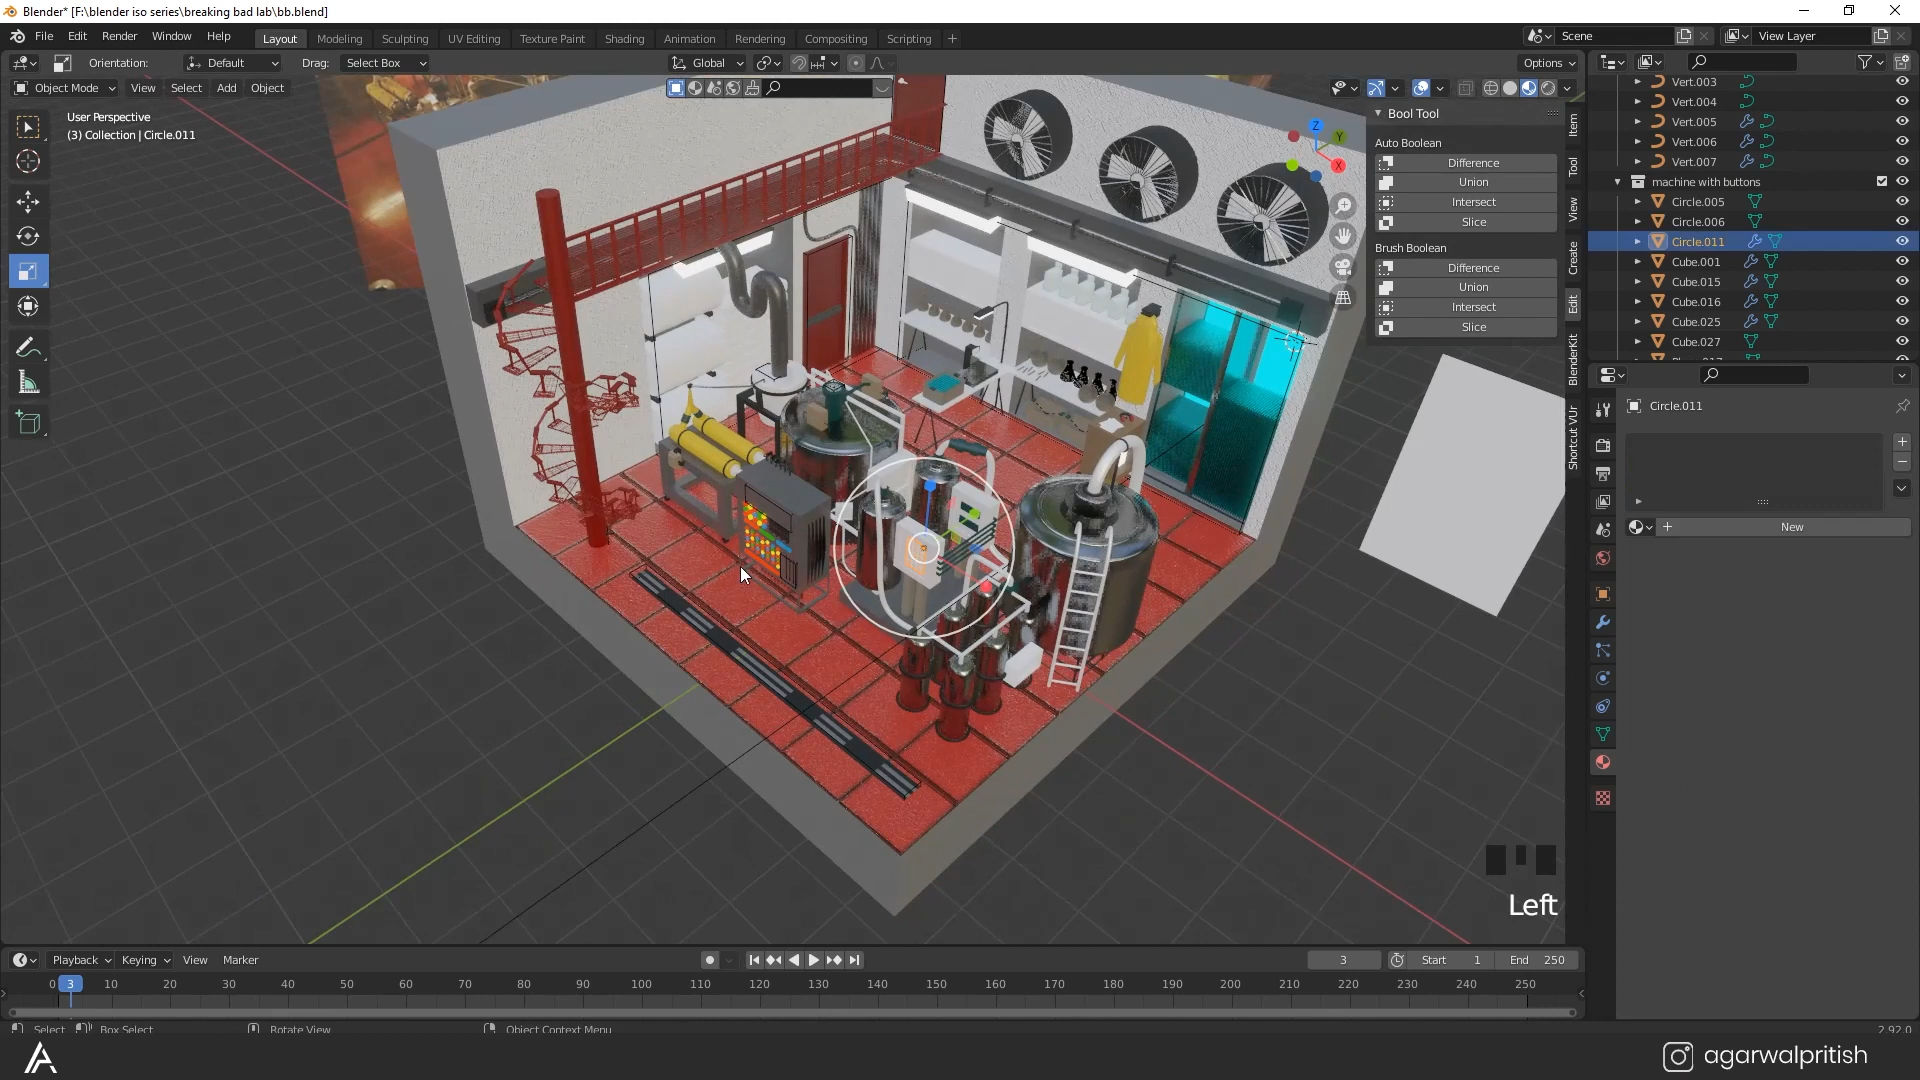 Blender* [F:\blender iso series\breaking bad lab\bb.blend]
File Edit Render Window Help
Layout Modeling Sculpting UV Editing Texture Paint Shading Animation Rendering Compositing Scripting +
Scene
View Layer
Orientation: Default Drag: Select Box
Global
Options
Object Mode View Select Add Object
User Perspective
(3) Collection | Circle.011
Z
Y
X
Bool Tool
Auto Boolean
Difference
Union
Intersect
Slice
Brush Boolean
Difference
Union
Intersect
Slice
Item
Tool
View
Create
Edit
BlenderKit
Shortcut VUr
Vert.003
Vert.004
Vert.005
Vert.006
Vert.007
machine with buttons
Circle.005
Circle.006
Circle.011
Cube.001
Cube.015
Cube.016
Cube.025
Cube.027
Circle.011
New
Left
Playback Keying View Marker
3
Start 1 End 250
0 3 10 20 30 40 50 60 70 80 90 100 110 120 130 140 150 160 170 180 190 200 210 220 230 240 250
Select Box Select Rotate View Object Context Menu
2.92.0
agarwalpritish